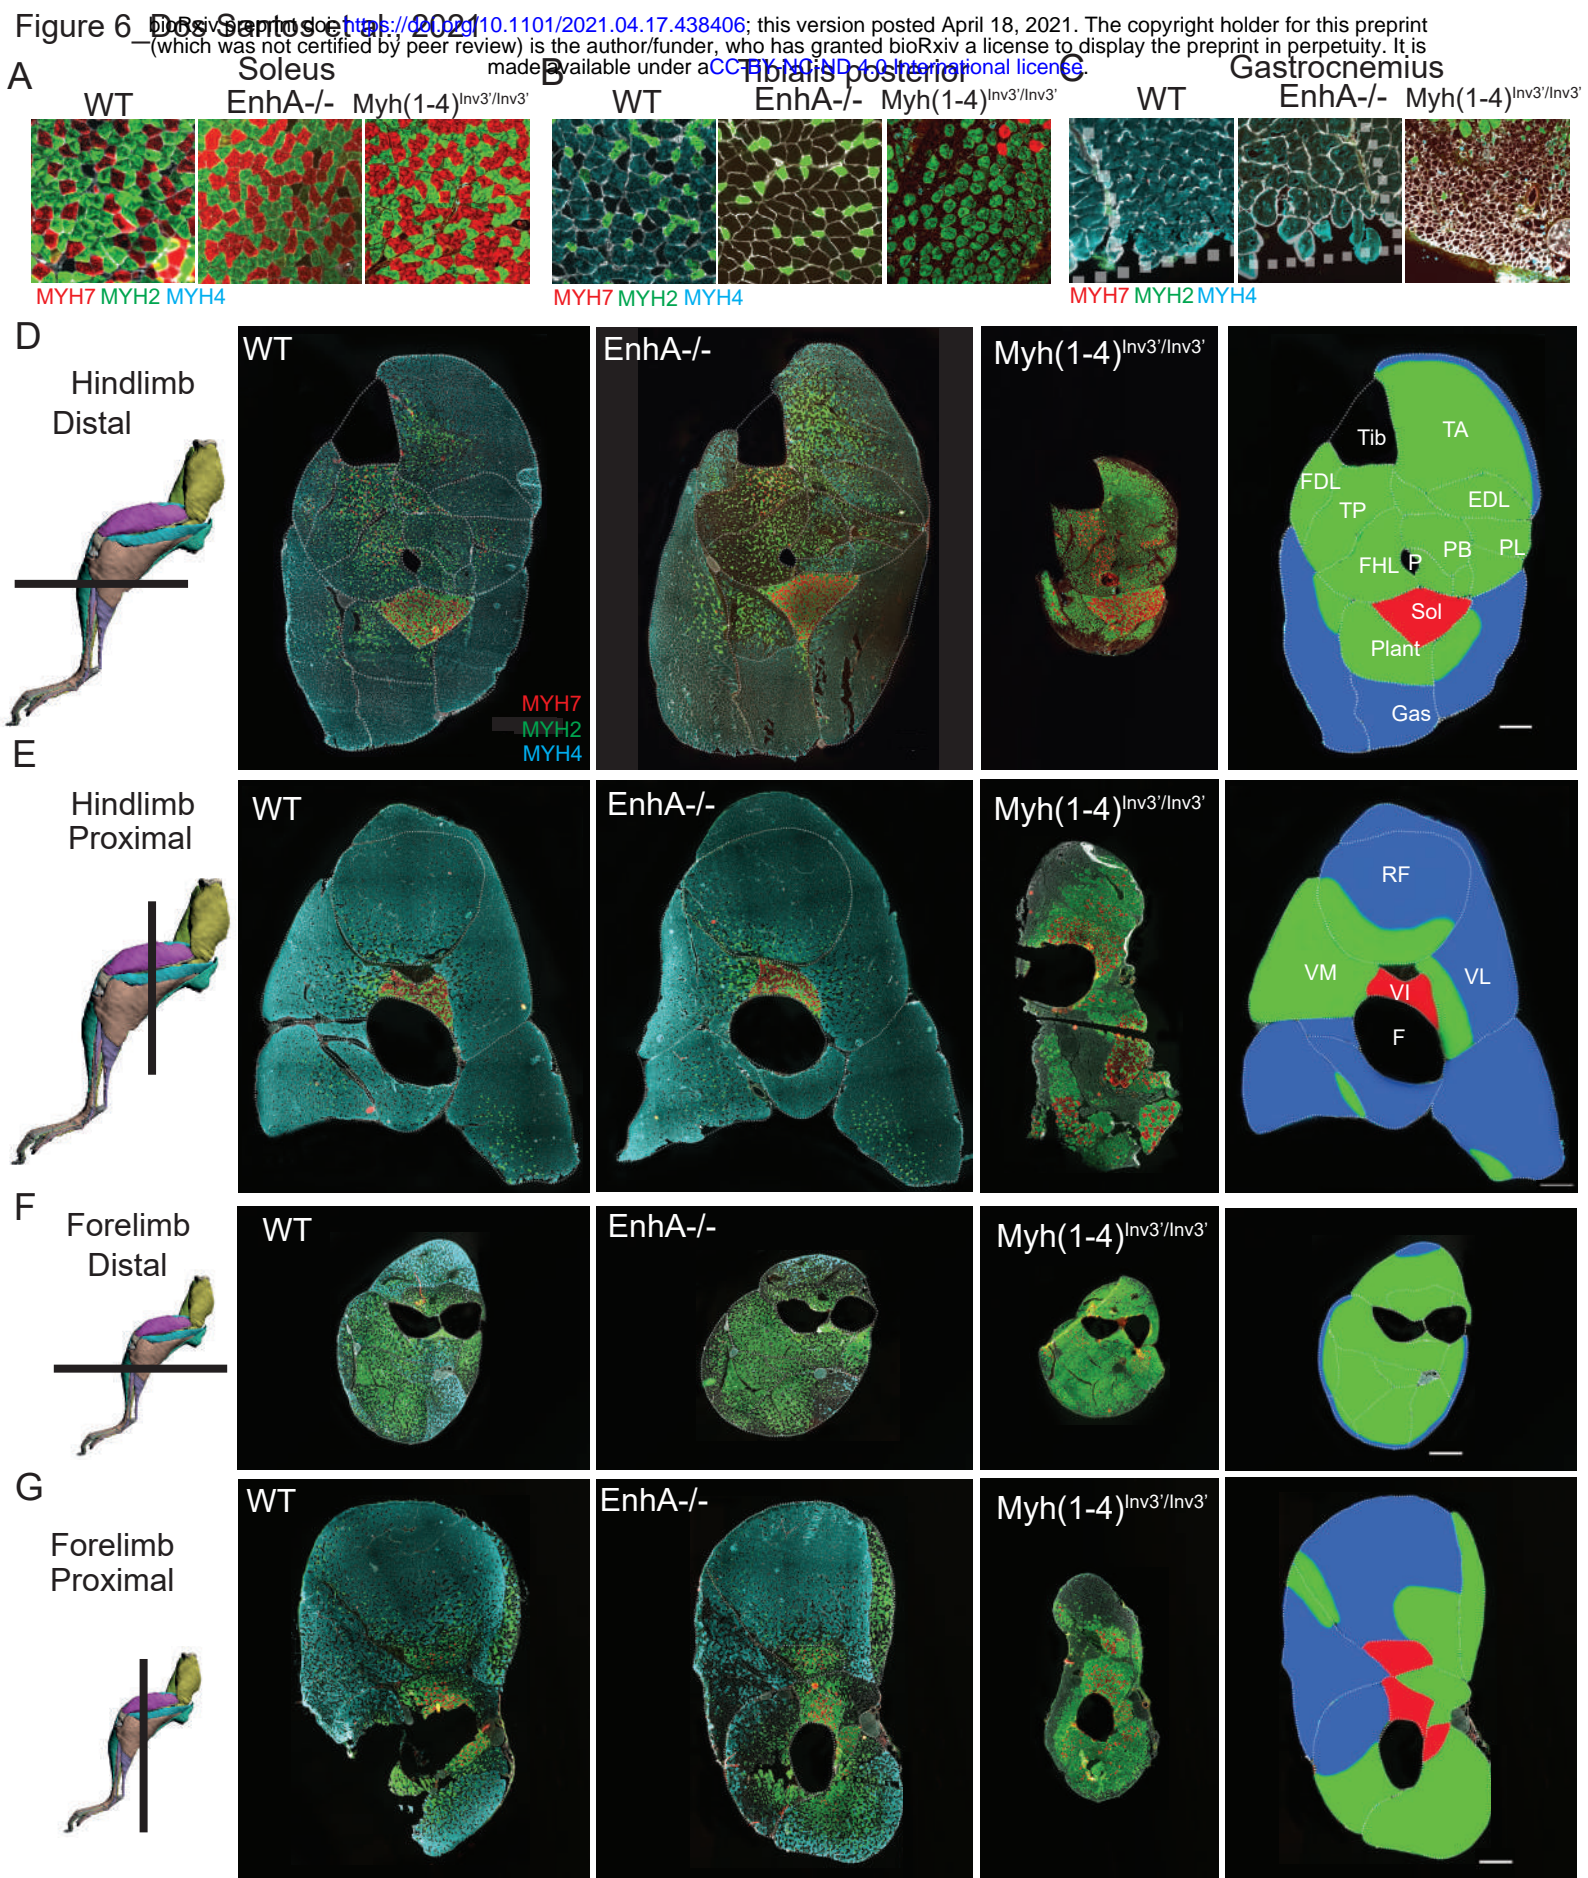 Figure 6_Dos Santos et al., 2021
bioRxiv preprint doi: https://doi.org/10.1101/2021.04.17.438406; this version posted April 18, 2021. The copyright holder for this preprint
(which was not certified by peer review) is the author/funder, who has granted bioRxiv a license to display the preprint in perpetuity. It is
made available under aCC-BY-NC-ND 4.0 International license.
A
Soleus
WT
EnhA-/-
Myh(1-4)Inv3'/Inv3'
MYH7 MYH2 MYH4
B
Tibialis posterior
WT
EnhA-/-
Myh(1-4)Inv3'/Inv3'
MYH7 MYH2 MYH4
C
Gastrocnemius
WT
EnhA-/-
Myh(1-4)Inv3'/Inv3'
MYH7 MYH2 MYH4
D
Hindlimb
Distal
WT
MYH7
MYH2
MYH4
EnhA-/-
Myh(1-4)Inv3'/Inv3'
Tib
TA
FDL
TP
EDL
FHL
P
PB
PL
Sol
Plant
Gas
E
Hindlimb
Proximal
WT
EnhA-/-
Myh(1-4)Inv3'/Inv3'
RF
VM
VI
VL
F
F
Forelimb
Distal
WT
EnhA-/-
Myh(1-4)Inv3'/Inv3'
G
Forelimb
Proximal
WT
EnhA-/-
Myh(1-4)Inv3'/Inv3'